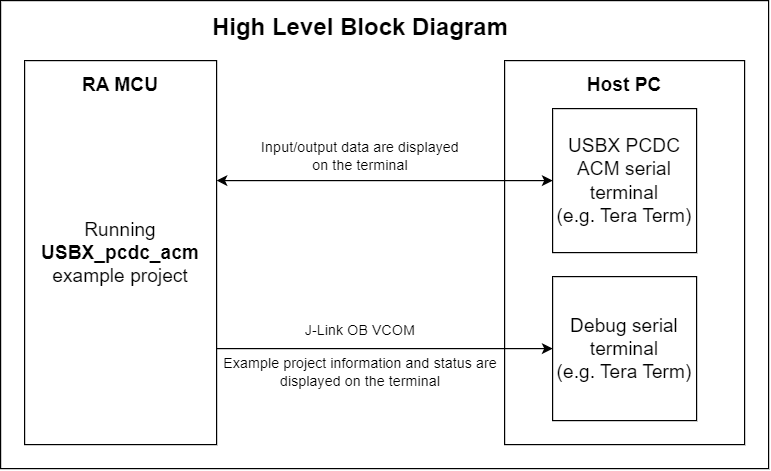 High Level Block Diagram
RA MCU
Running
USBX_pcdc_acm
example project
Input/output data are displayed
on the terminal
J-Link OB VCOM
Example project information and status are
displayed on the terminal
Host PC
USBX PCDC
ACM serial
terminal
(e.g. Tera Term)
Debug serial
terminal
(e.g. Tera Term)